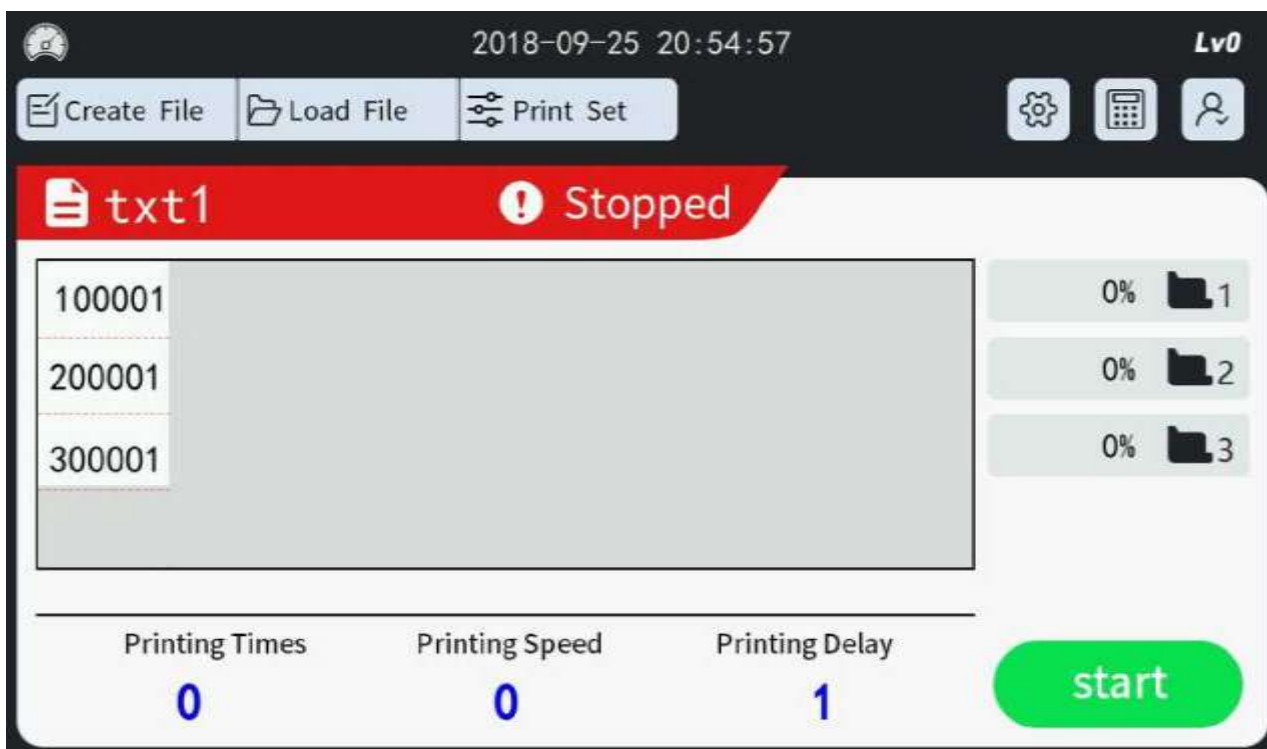 2018-09-25 20:54:57 Lv0
Create File Load File Print Set
txt1 Stopped
100001 0% 1
200001 0% 2
300001 0% 3
Printing Times Printing Speed Printing Delay
0 0 1
start